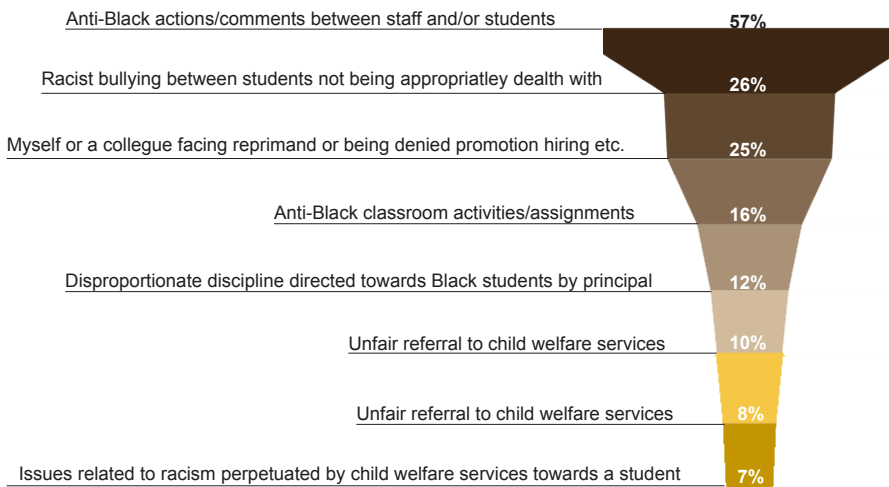 Anti-Black actions/comments between staff and/or students 57%
Racist bullying between students not being appropriatley dealth with 26%
Myself or a collegue facing reprimand or being denied promotion hiring etc. 25%
Anti-Black classroom activities/assignments 16%
Disproportionate discipline directed towards Black students by principal 12%
Unfair referral to child welfare services 10%
Unfair referral to child welfare services 8%
Issues related to racism perpetuated by child welfare services towards a student 7%